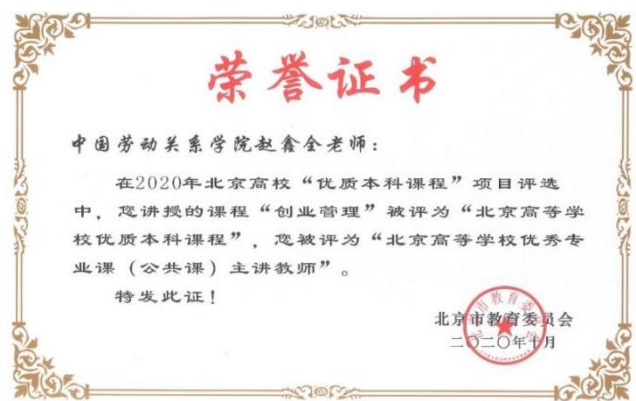 荣誉证书
中国劳动关系学院赵鑫全老师：
在2020年北京高校“优质本科课程”项目评选
中，您讲授的课程“创业管理”被评为“北京高等学
校优质本科课程”，您被评为“北京高等学校优秀专
业课（公共课）主讲教师”。
特发此证！
北京市教育委员会
二〇二〇年十月